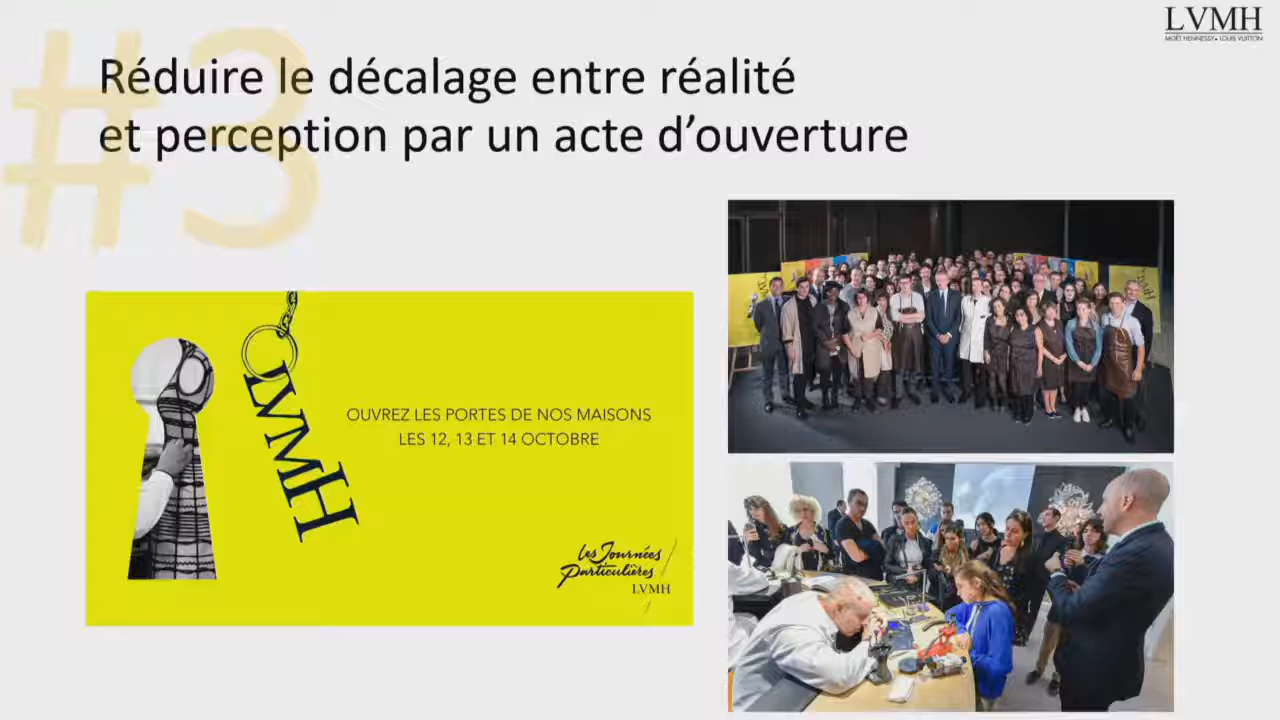 LVMH
MOËT HENNESSY • LOUIS VUITTON
#3
Réduire le décalage entre réalité
et perception par un acte d’ouverture
LVMH
OUVREZ LES PORTES DE NOS MAISONS
LES 12, 13 ET 14 OCTOBRE
Les Journées
Particulières
LVMH